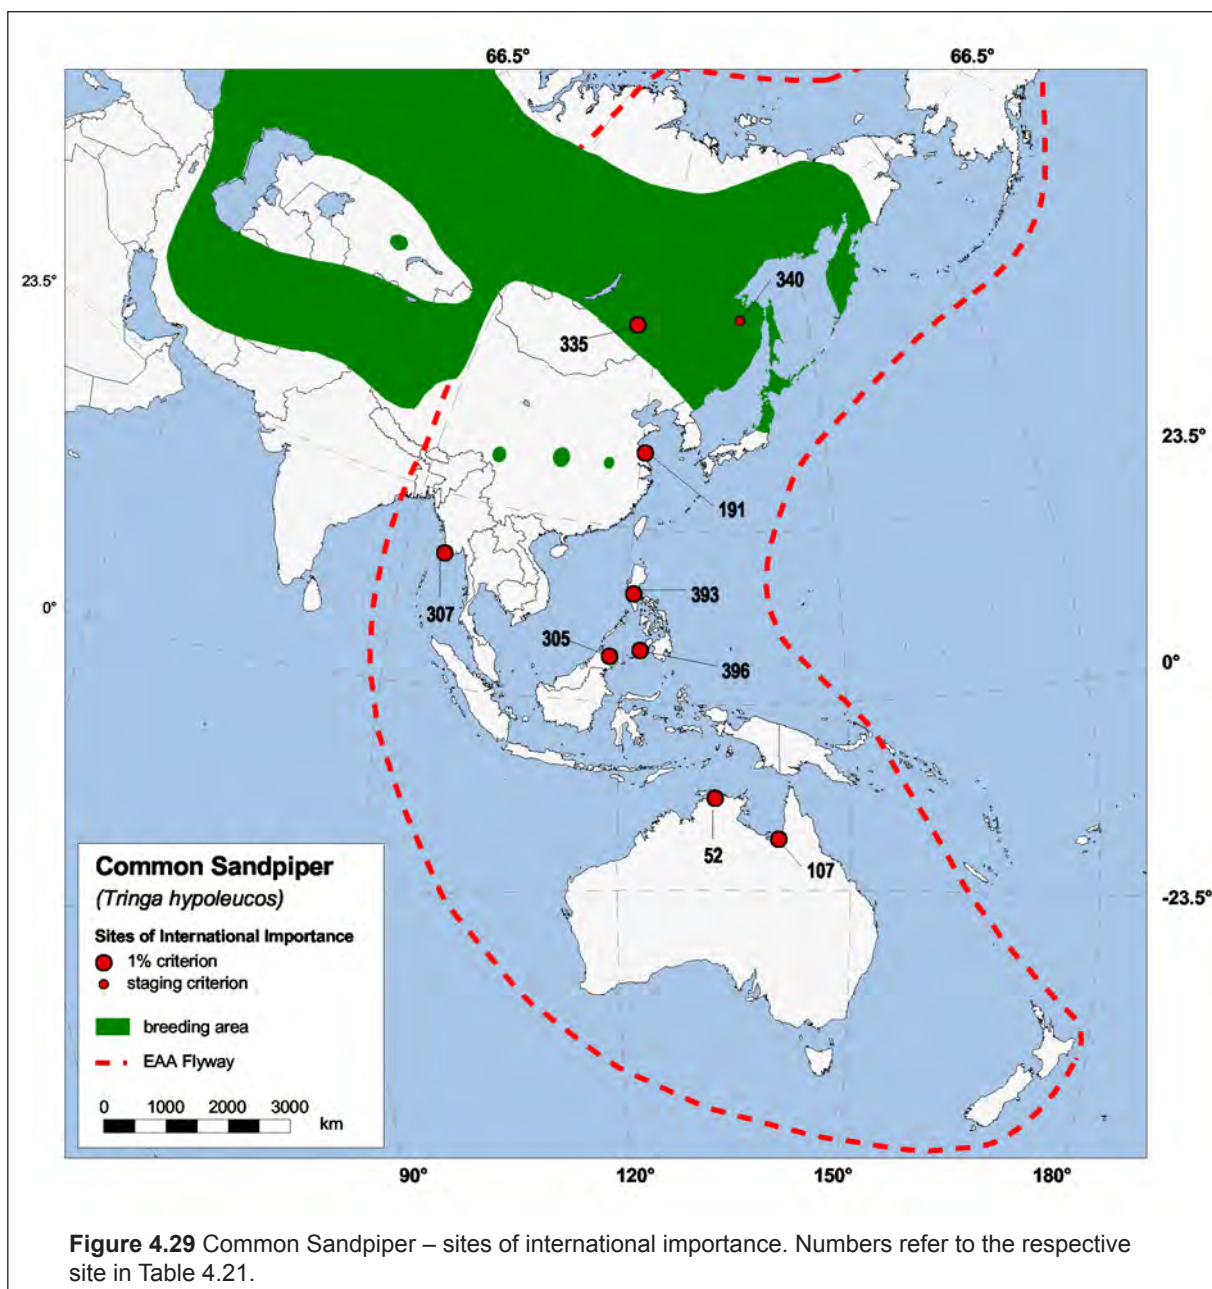 66.5°
66.5°
23.5°
340
335
23.5°
191
393
307
0°
305
396
0°
52
107
-23.5°
Common Sandpiper
(Tringa hypoleucos)
Sites of International Importance
1% criterion
staging criterion
breeding area
EAA Flyway
0 1000 2000 3000
km
90°
120°
150°
180°
Figure 4.29 Common Sandpiper – sites of international importance. Numbers refer to the respective
site in Table 4.21.